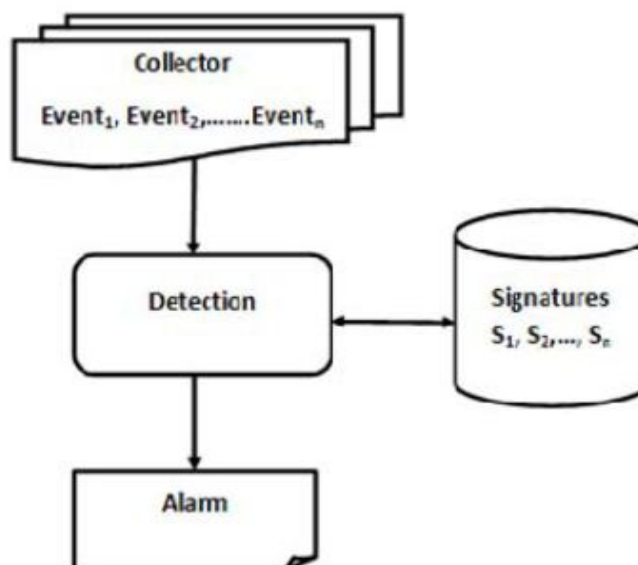 Collector
Event₁, Event₂,.......Eventₙ
Detection
Signatures
S₁, S₂,..., Sₙ
Alarm